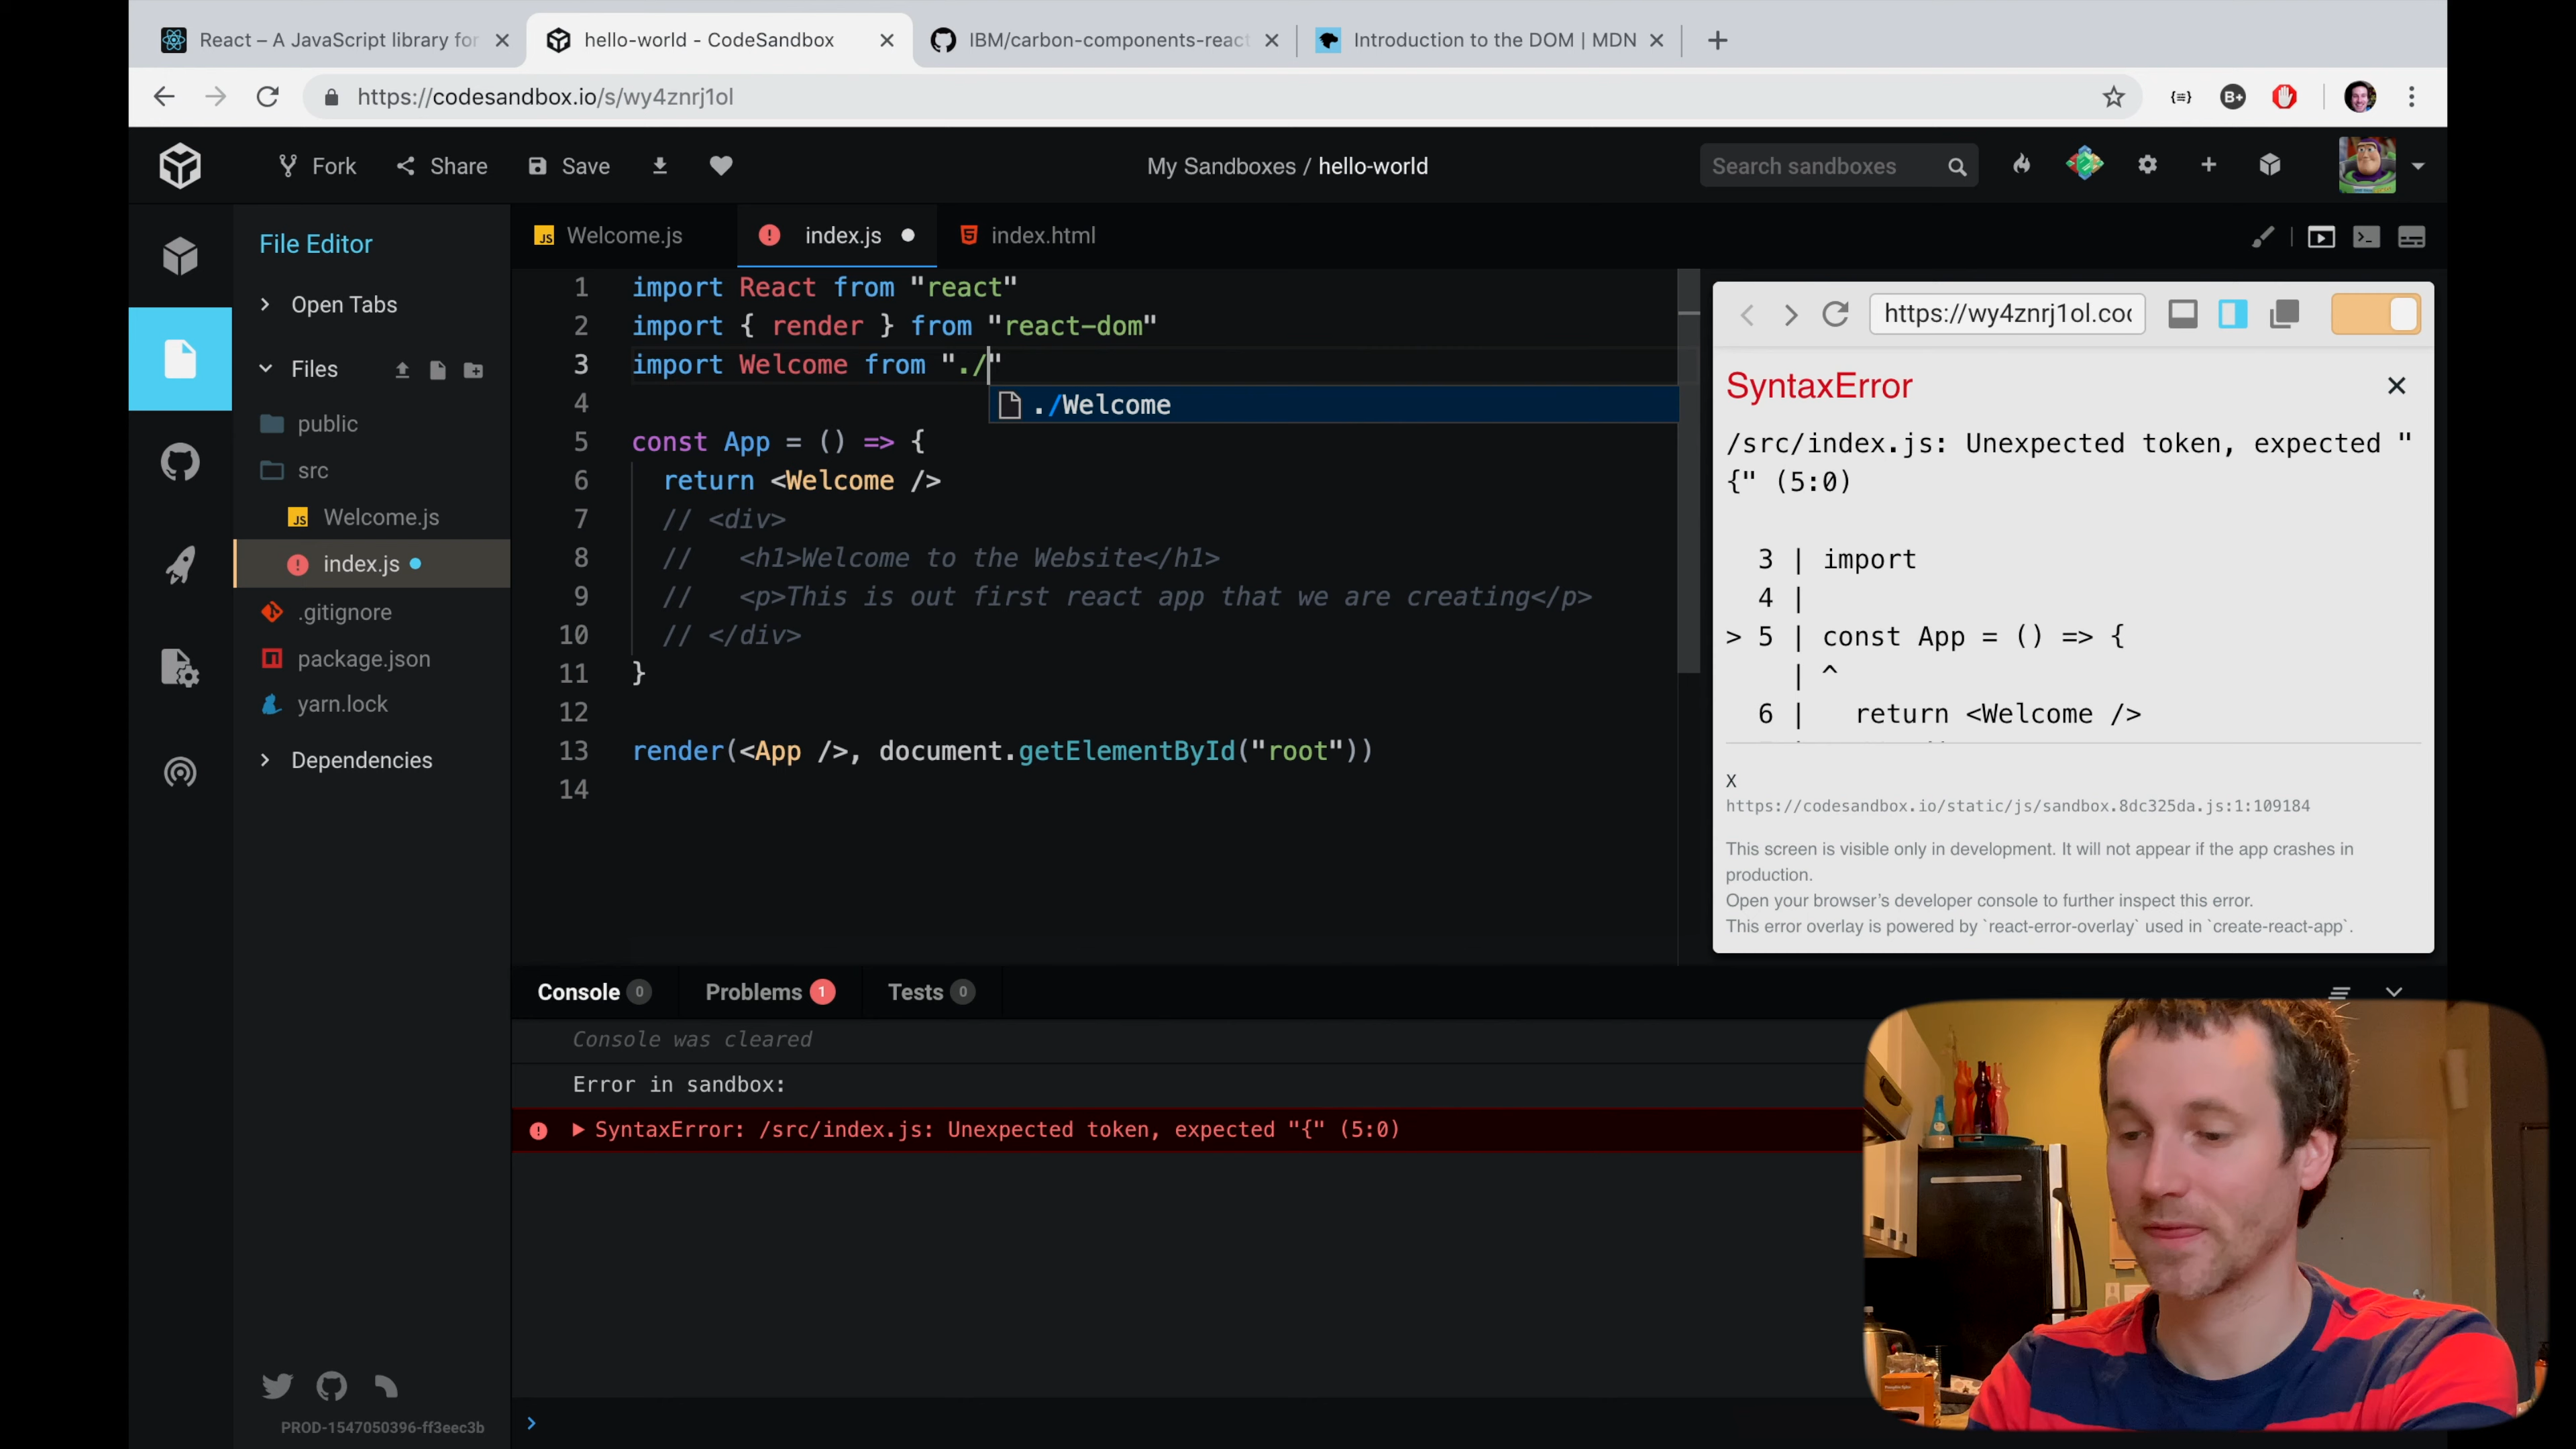 React – A JavaScript library for
hello-world - CodeSandbox
IBM/carbon-components-react
Introduction to the DOM | MDN
https://codesandbox.io/s/wy4znrj1ol
Fork
Share
Save
My Sandboxes / hello-world
Search sandboxes
File Editor
Open Tabs
Files
public
src
Welcome.js
index.js
.gitignore
package.json
yarn.lock
Dependencies
PROD-1547050396-ff3eec3b
Welcome.js
index.js
index.html
1 import React from "react"
2 import { render } from "react-dom"
3 import Welcome from "./"
./Welcome
4
5 const App = () => {
6 return <Welcome />
7 // <div>
8 // <h1>Welcome to the Website</h1>
9 // <p>This is out first react app that we are creating</p>
10 // </div>
11 }
12
13 render(<App />, document.getElementById("root"))
14
https://wy4znrj1ol.coc
SyntaxError
/src/index.js: Unexpected token, expected "
{" (5:0)
3 | import
4 |
> 5 | const App = () => {
| ^
6 | return <Welcome />
X
https://codesandbox.io/static/js/sandbox.8dc325da.js:1:109184
This screen is visible only in development. It will not appear if the app crashes in
production.
Open your browser's developer console to further inspect this error.
This error overlay is powered by `react-error-overlay` used in `create-react-app`.
Console 0
Problems 1
Tests 0
Console was cleared
Error in sandbox:
SyntaxError: /src/index.js: Unexpected token, expected "{" (5:0)